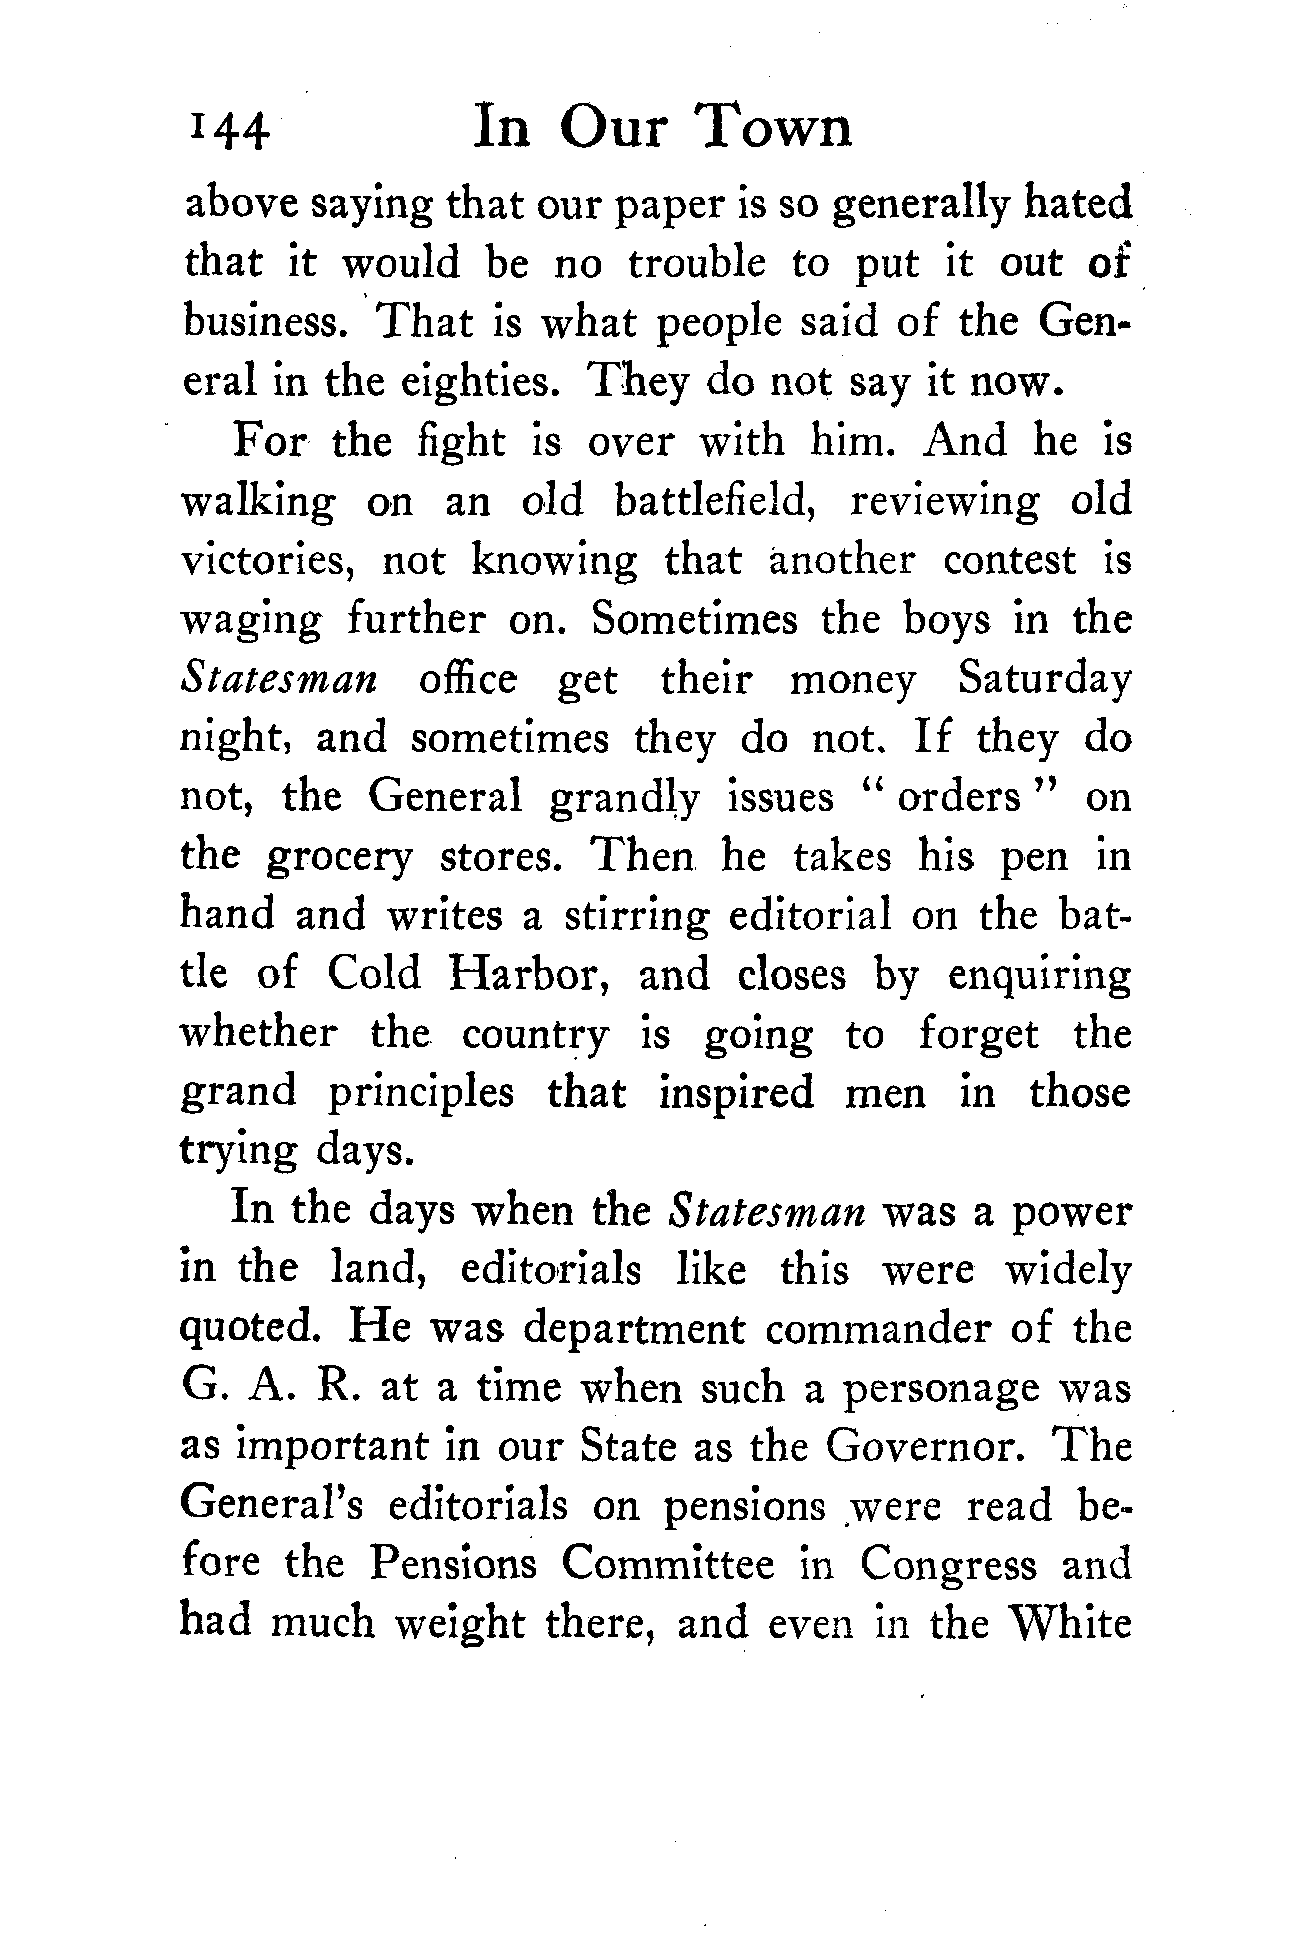 144 In Our Town
above saying that our paper is so generally hated
that it would be no trouble to put it out of
business. That is what people said of the Gen-
eral in the eighties. They do not say it now.
For the fight is over with him. And he is
walking on an old battlefield, reviewing old
victories, not knowing that another contest is
waging further on. Sometimes the boys in the
Statesman office get their money Saturday
night, and sometimes they do not. If they do
not, the General grandly issues “ orders ” on
the grocery stores. Then he takes his pen in
hand and writes a stirring editorial on the bat-
tle of Cold Harbor, and closes by enquiring
whether the country is going to forget the
grand principles that inspired men in those
trying days.
In the days when the Statesman was a power
in the land, editorials like this were widely
quoted. He was department commander of the
G. A. R. at a time when such a personage was
as important in our State as the Governor. The
General's editorials on pensions were read be-
fore the Pensions Committee in Congress and
had much weight there, and even in the White